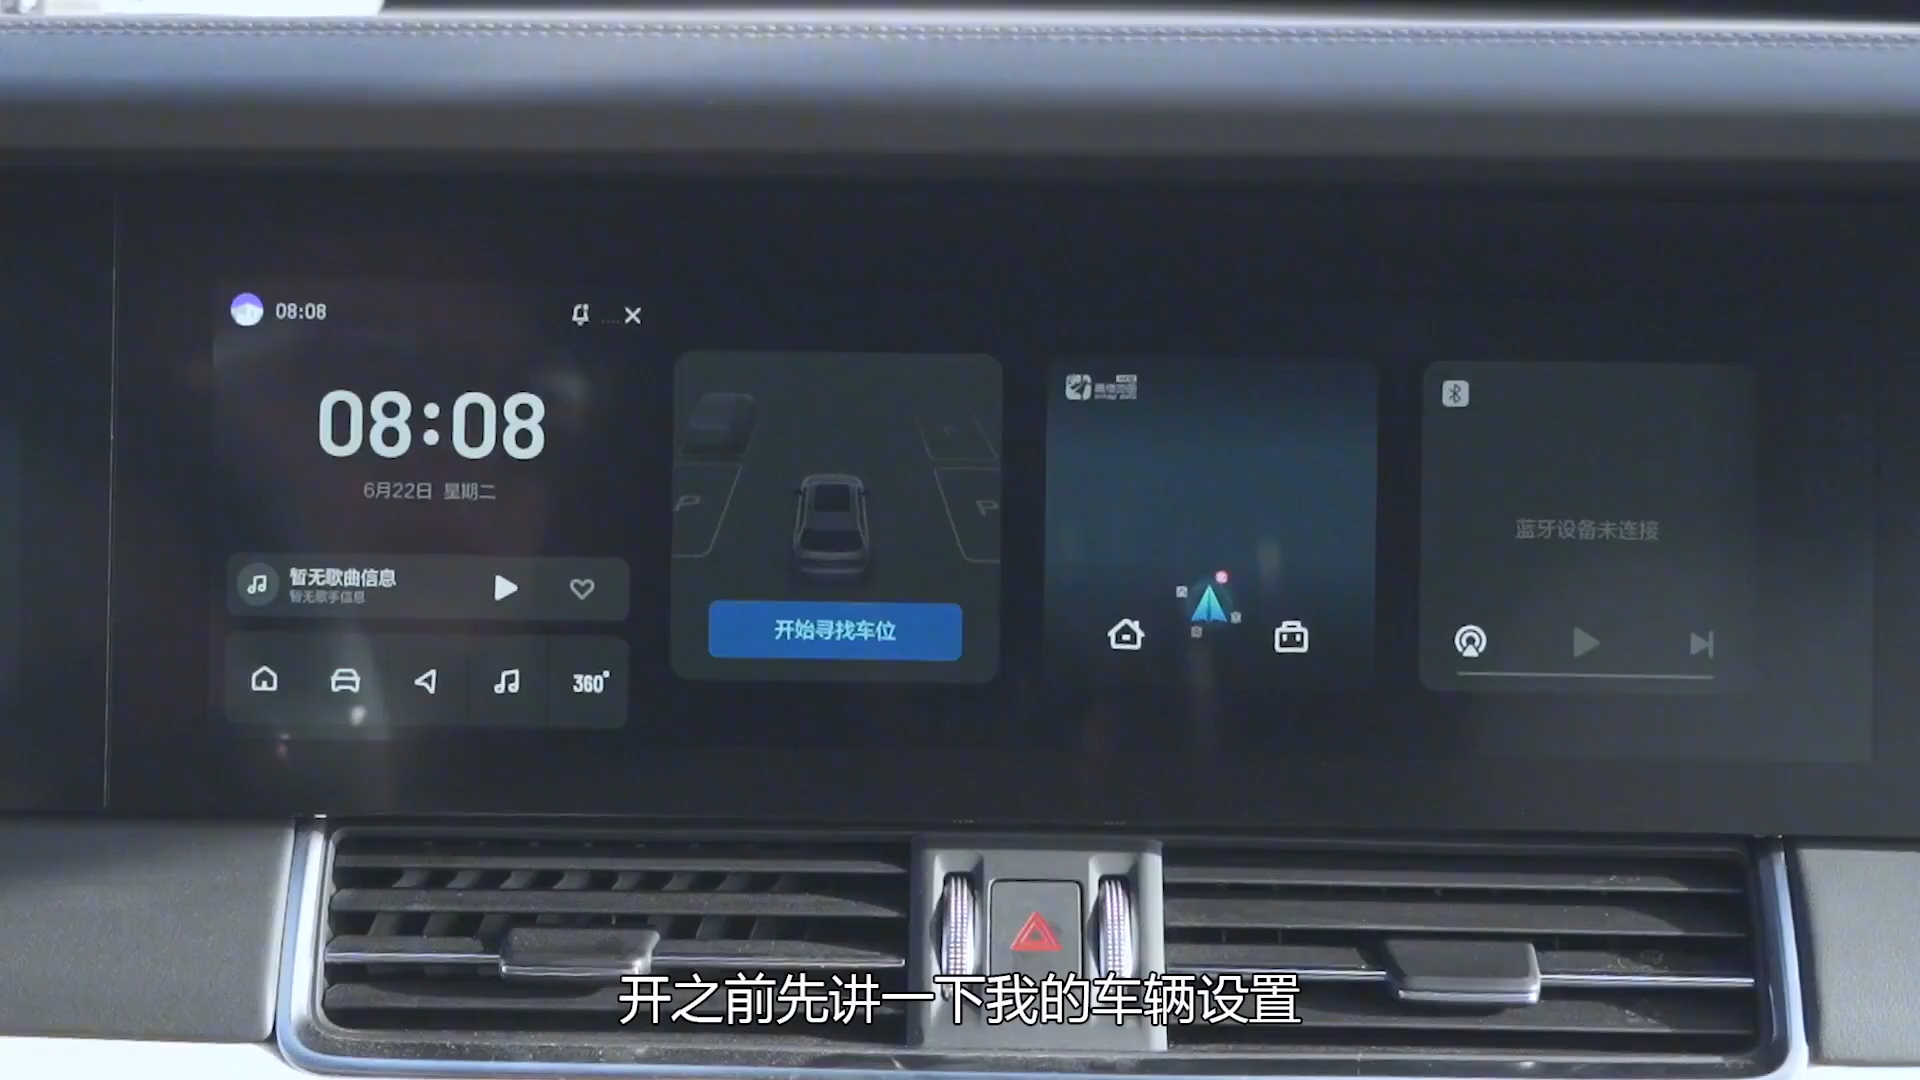 08:08
08:08
6月22日 星期二
暂无歌曲信息
暂无歌手信息
360°
P
P
开始寻找车位
蓝牙设备未连接
开之前先讲一下我的车辆设置